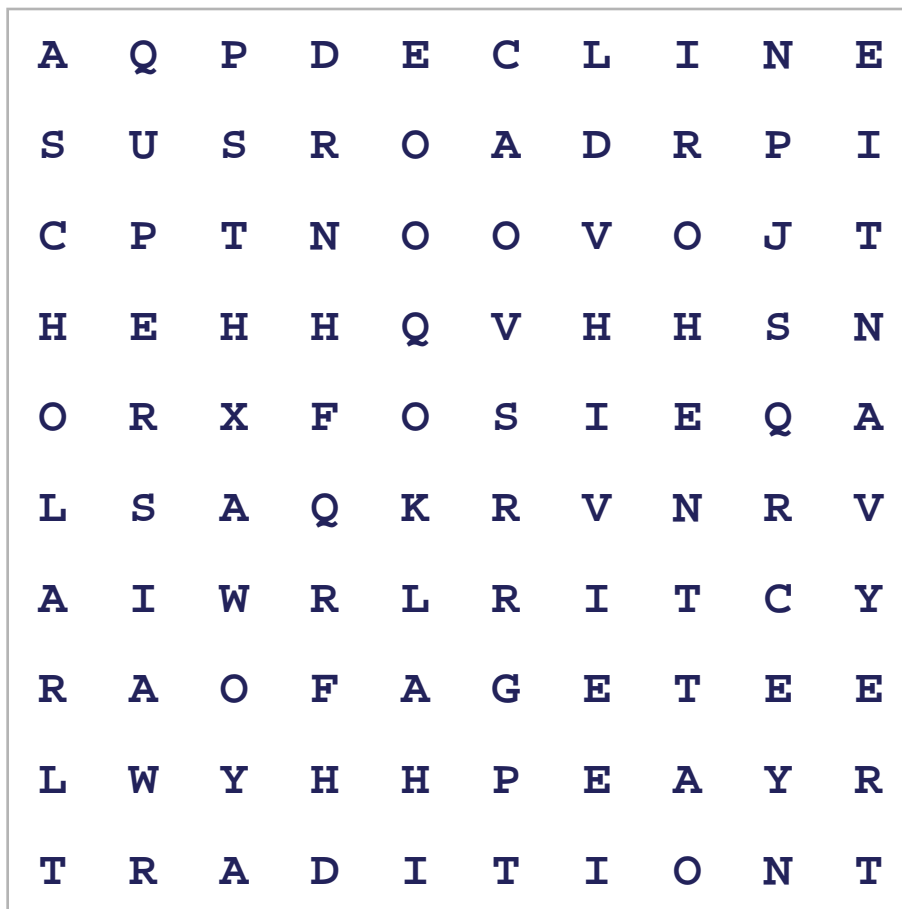 A Q P D E C L I N E
S U S R O A D R P I
C P T N O O V O J T
H E H H Q V H H S N
O R X F O S I E Q A
L S A Q K R V N R V
A I W R L R I T C Y
R A O F A G E T E E
L W Y H H P E A Y R
T R A D I T I O N T